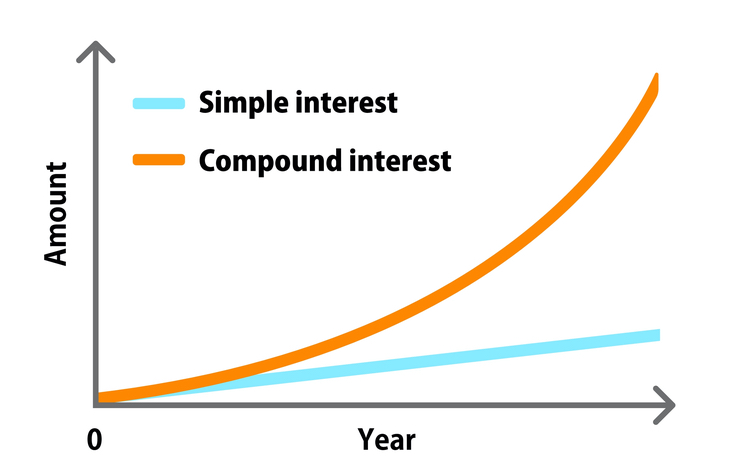 Simple interest
Compound interest
Amount
0
Year